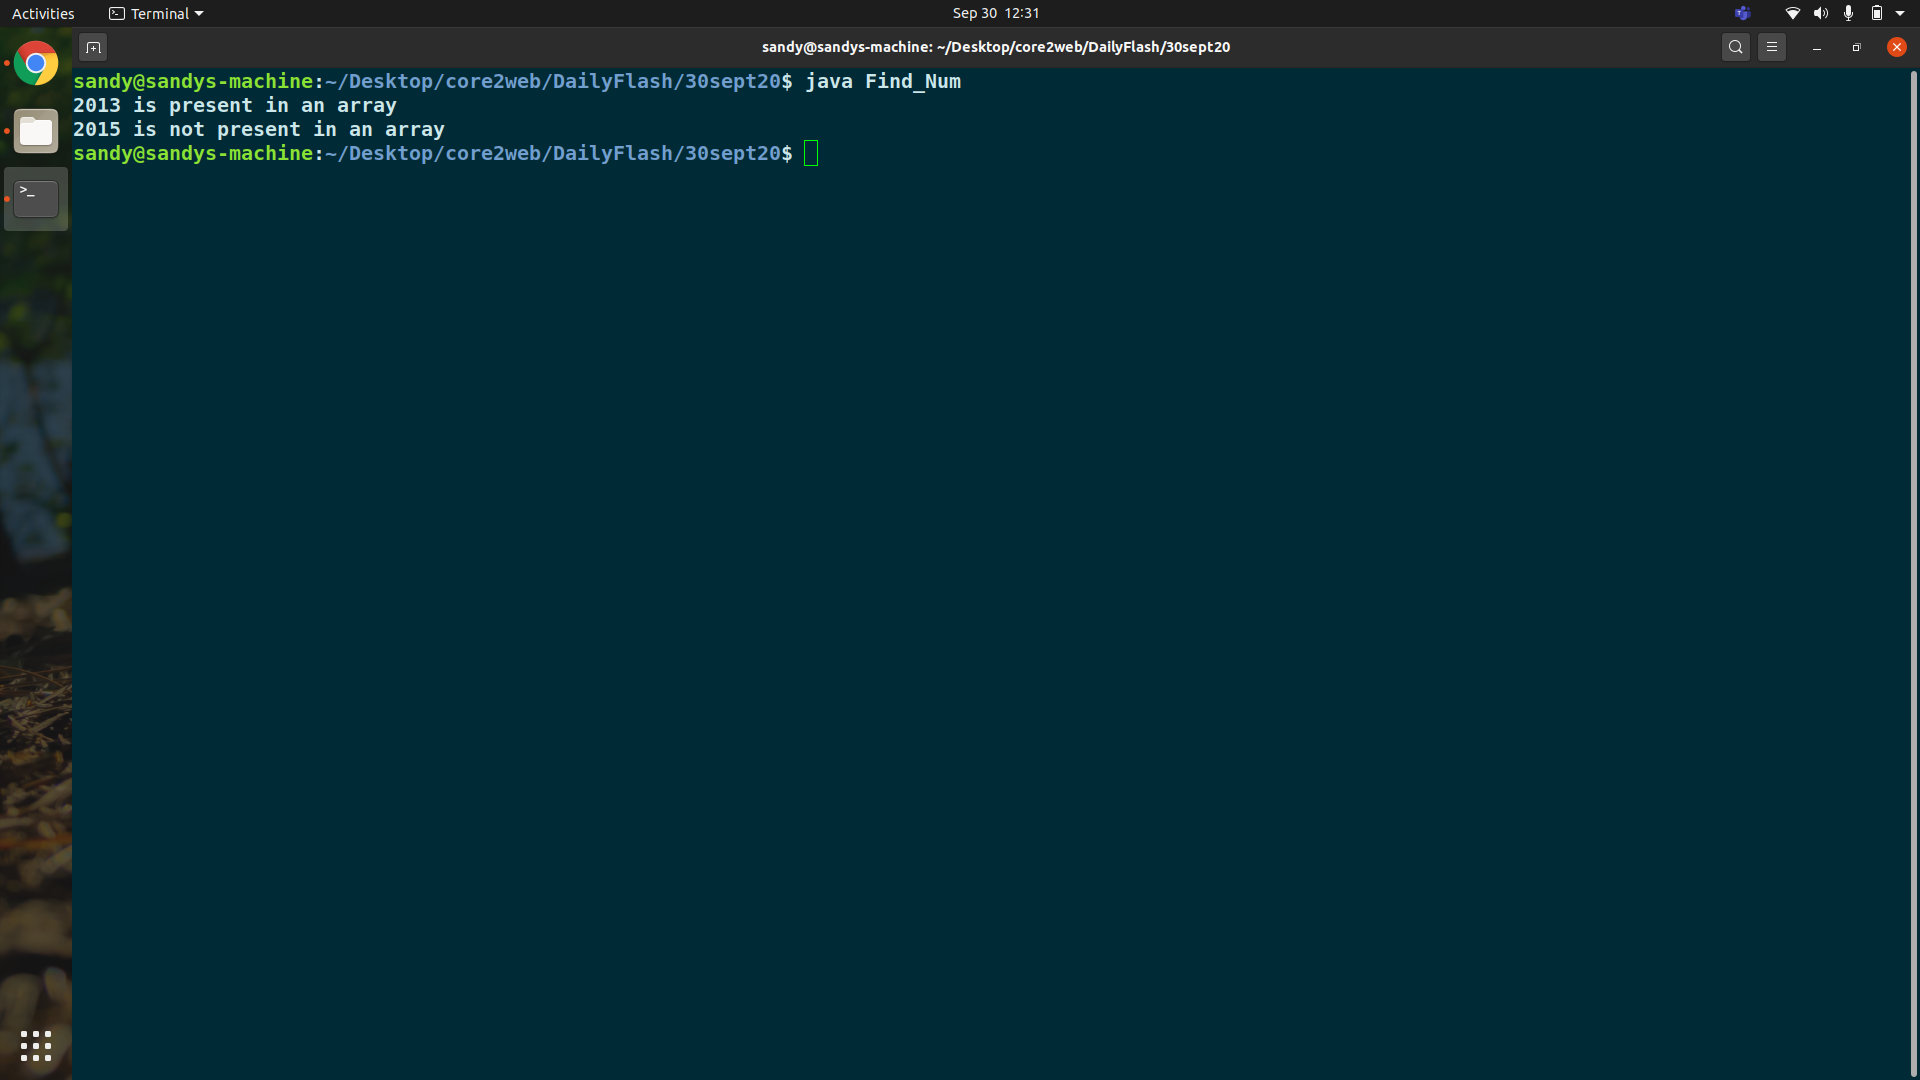 Activities
Terminal
Sep 30 12:31
sandy@sandys-machine: ~/Desktop/core2web/DailyFlash/30sept20
sandy@sandys-machine:~/Desktop/core2web/DailyFlash/30sept20$ java Find_Num
2013 is present in an array
2015 is not present in an array
sandy@sandys-machine:~/Desktop/core2web/DailyFlash/30sept20$